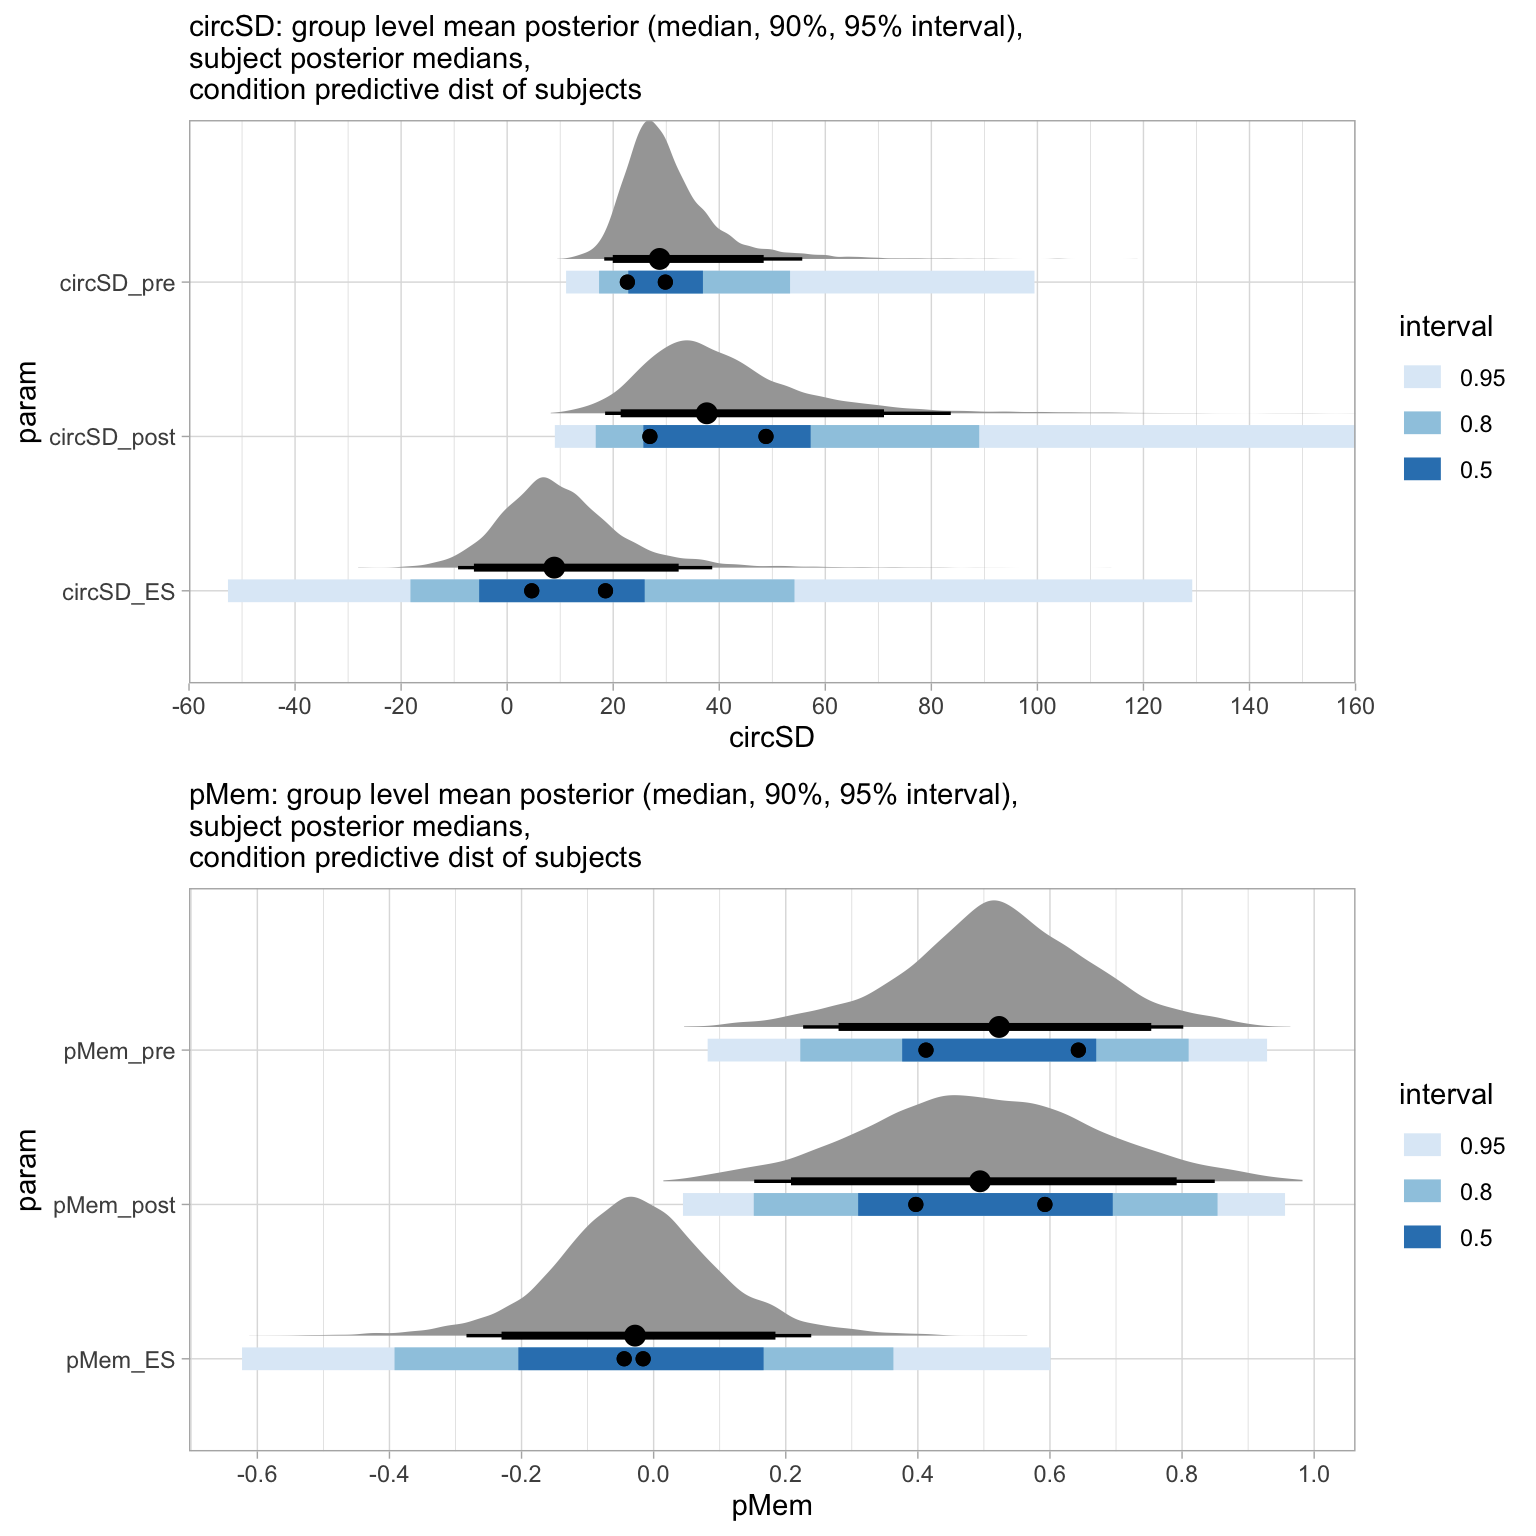 circSD: group level mean posterior (median, 90%, 95% interval),
subject posterior medians,
condition predictive dist of subjects
param
circSD_pre
circSD_post
circSD_ES
-60 -40 -20 0 20 40 60 80 100 120 140 160
circSD
interval
0.95
0.8
0.5
pMem: group level mean posterior (median, 90%, 95% interval),
subject posterior medians,
condition predictive dist of subjects
param
pMem_pre
pMem_post
pMem_ES
-0.6 -0.4 -0.2 0.0 0.2 0.4 0.6 0.8 1.0
pMem
interval
0.95
0.8
0.5